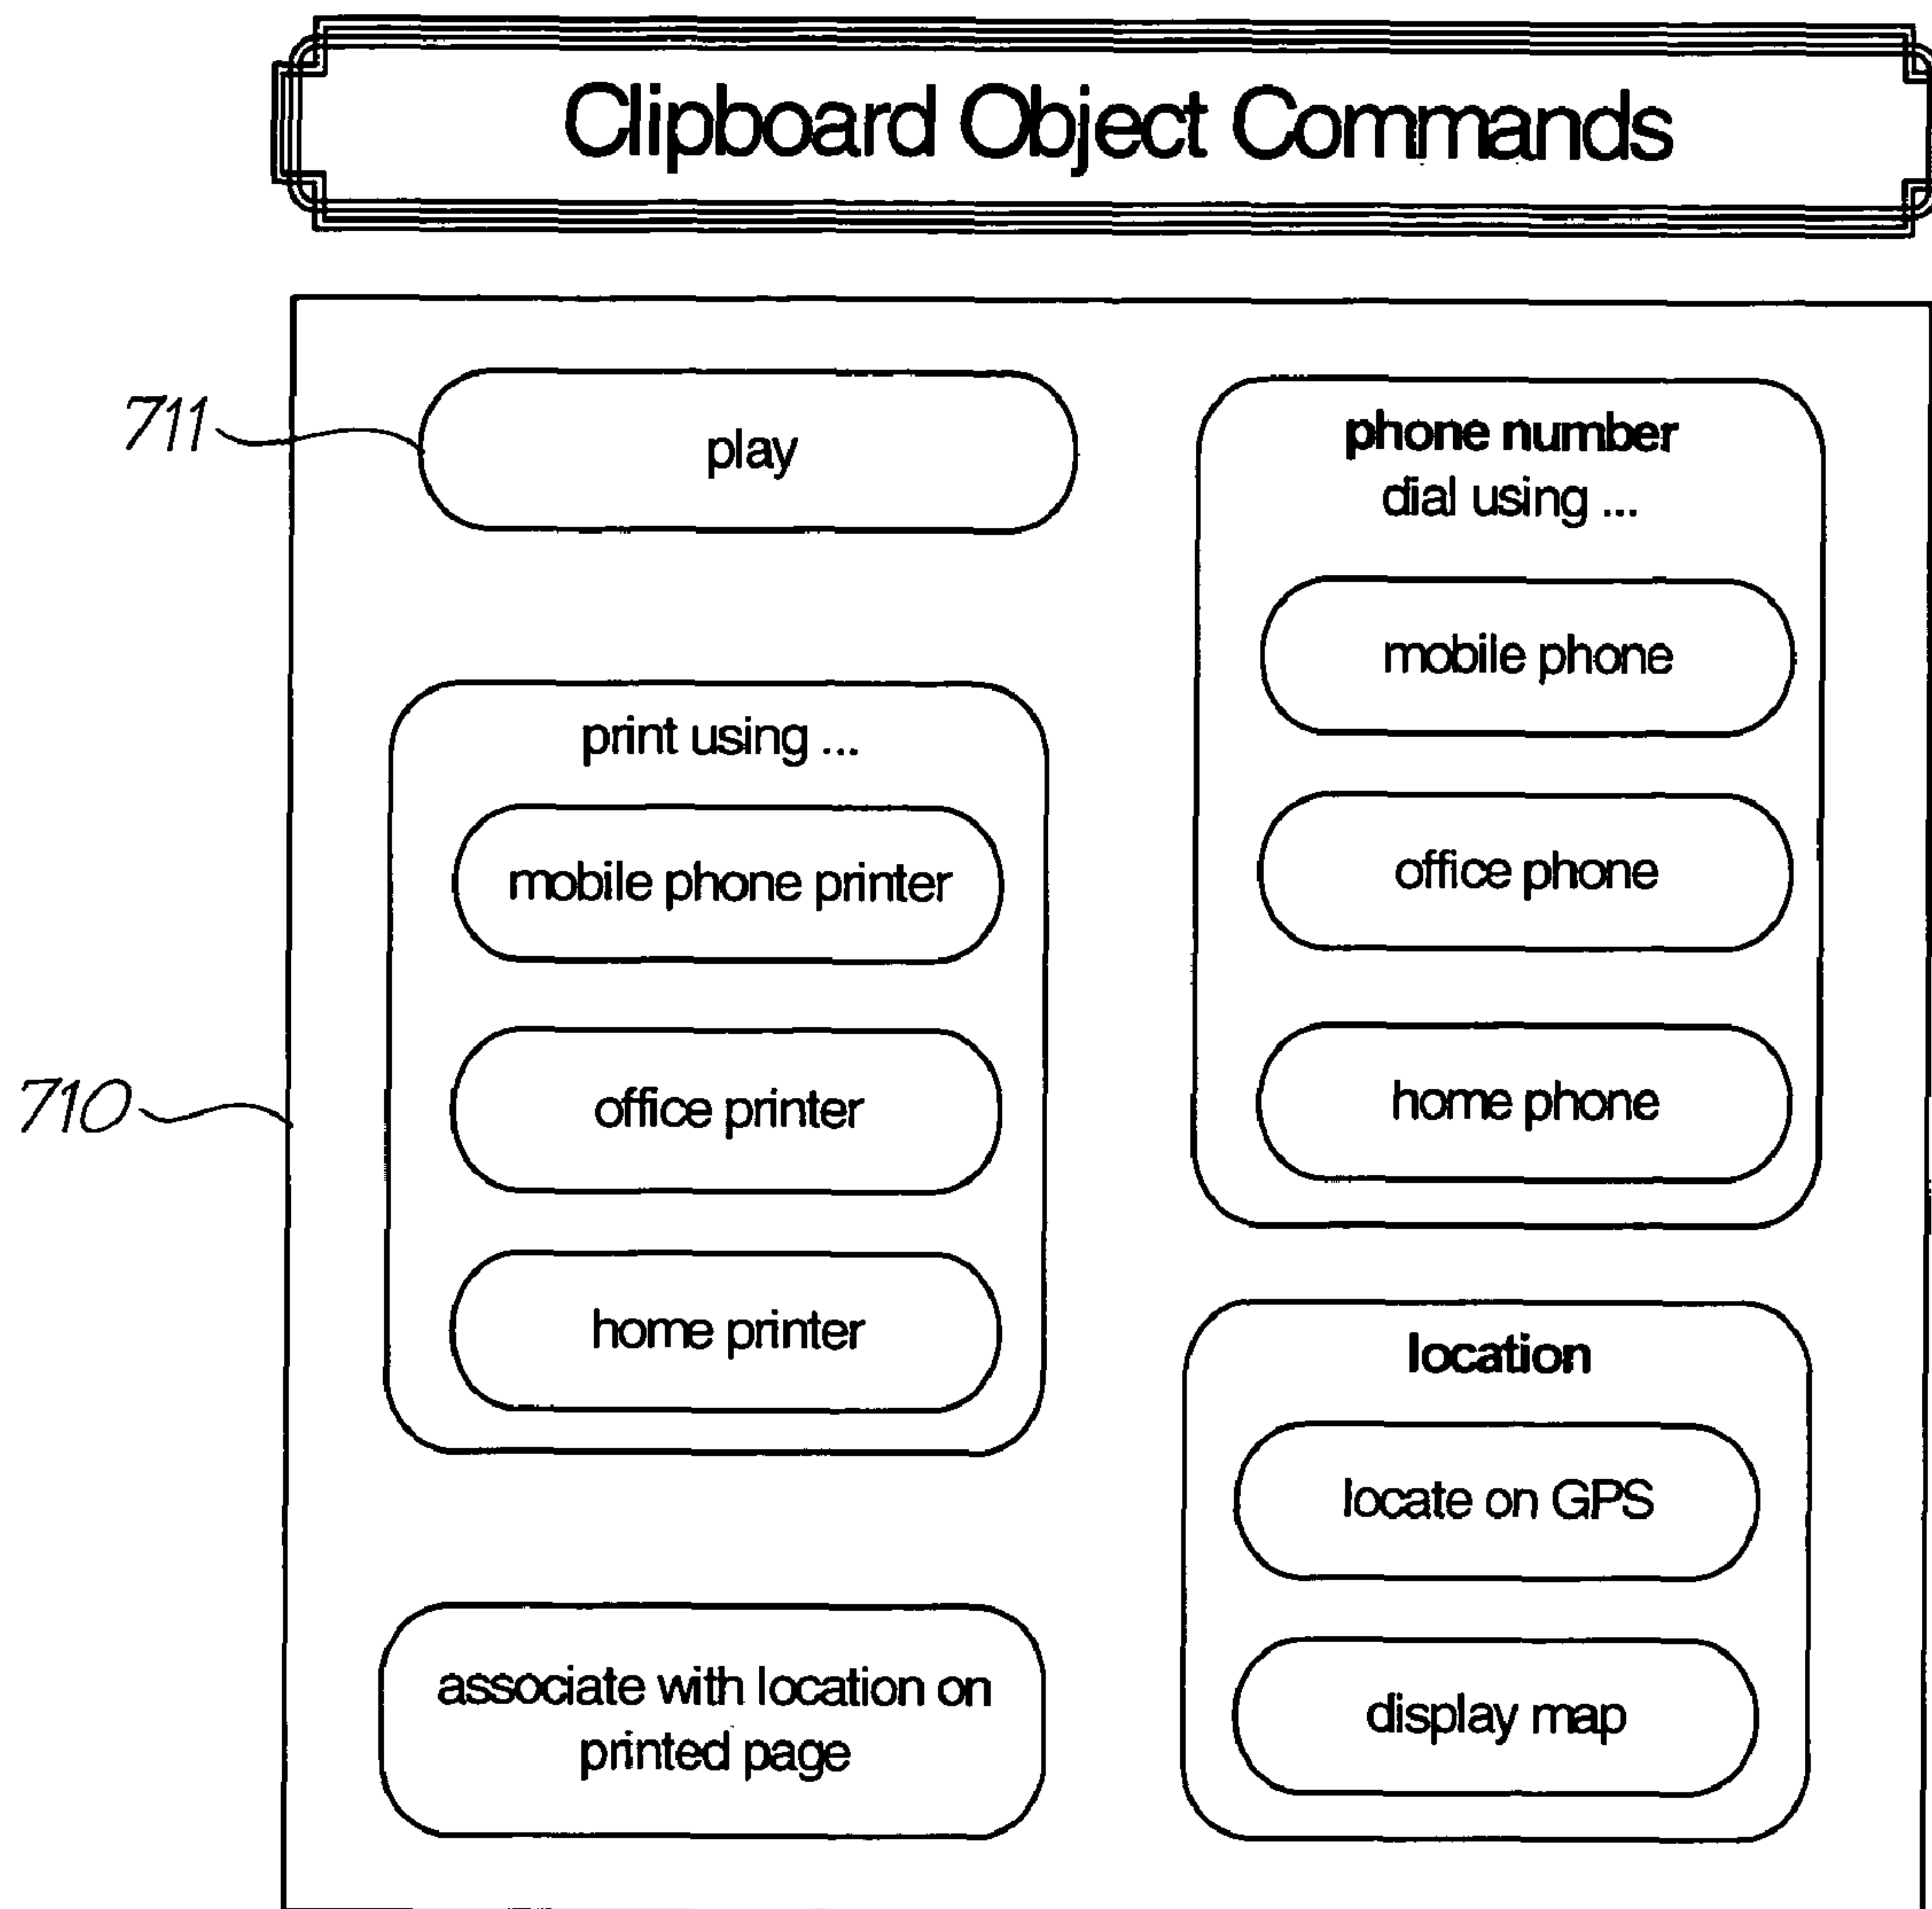 Clipboard Object Commands
711
play
print using ...
mobile phone printer
office printer
home printer
710
associate with location on
printed page
phone number
dial using ...
mobile phone
office phone
home phone
location
locate on GPS
display map